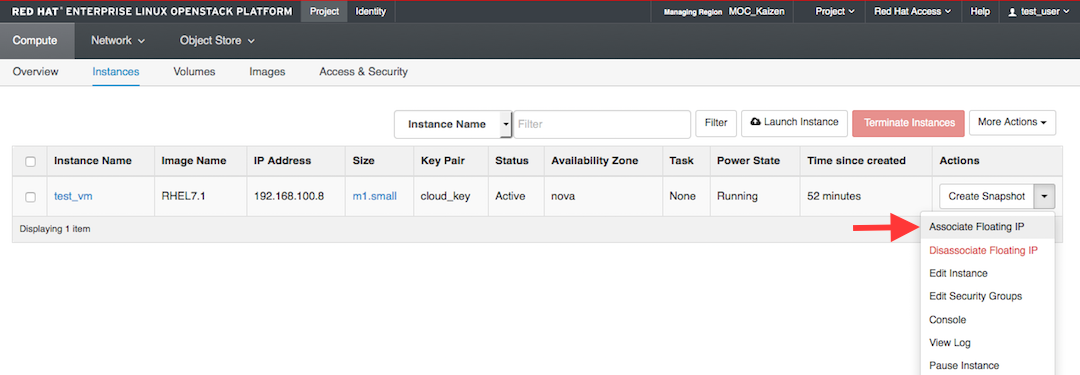 RED HAT® ENTERPRISE LINUX OPENSTACK PLATFORM Project Identity Managing Region MOC_Kaizen Project Red Hat Access Help test_user
Compute Network Object Store
Overview Instances Volumes Images Access & Security
Instance Name Filter Filter Launch Instance Terminate Instances More Actions
Instance Name Image Name IP Address Size Key Pair Status Availability Zone Task Power State Time since created Actions
test_vm RHEL7.1 192.168.100.8 m1.small cloud_key Active nova None Running 52 minutes Create Snapshot
Displaying 1 item
Associate Floating IP
Disassociate Floating IP
Edit Instance
Edit Security Groups
Console
View Log
Pause Instance